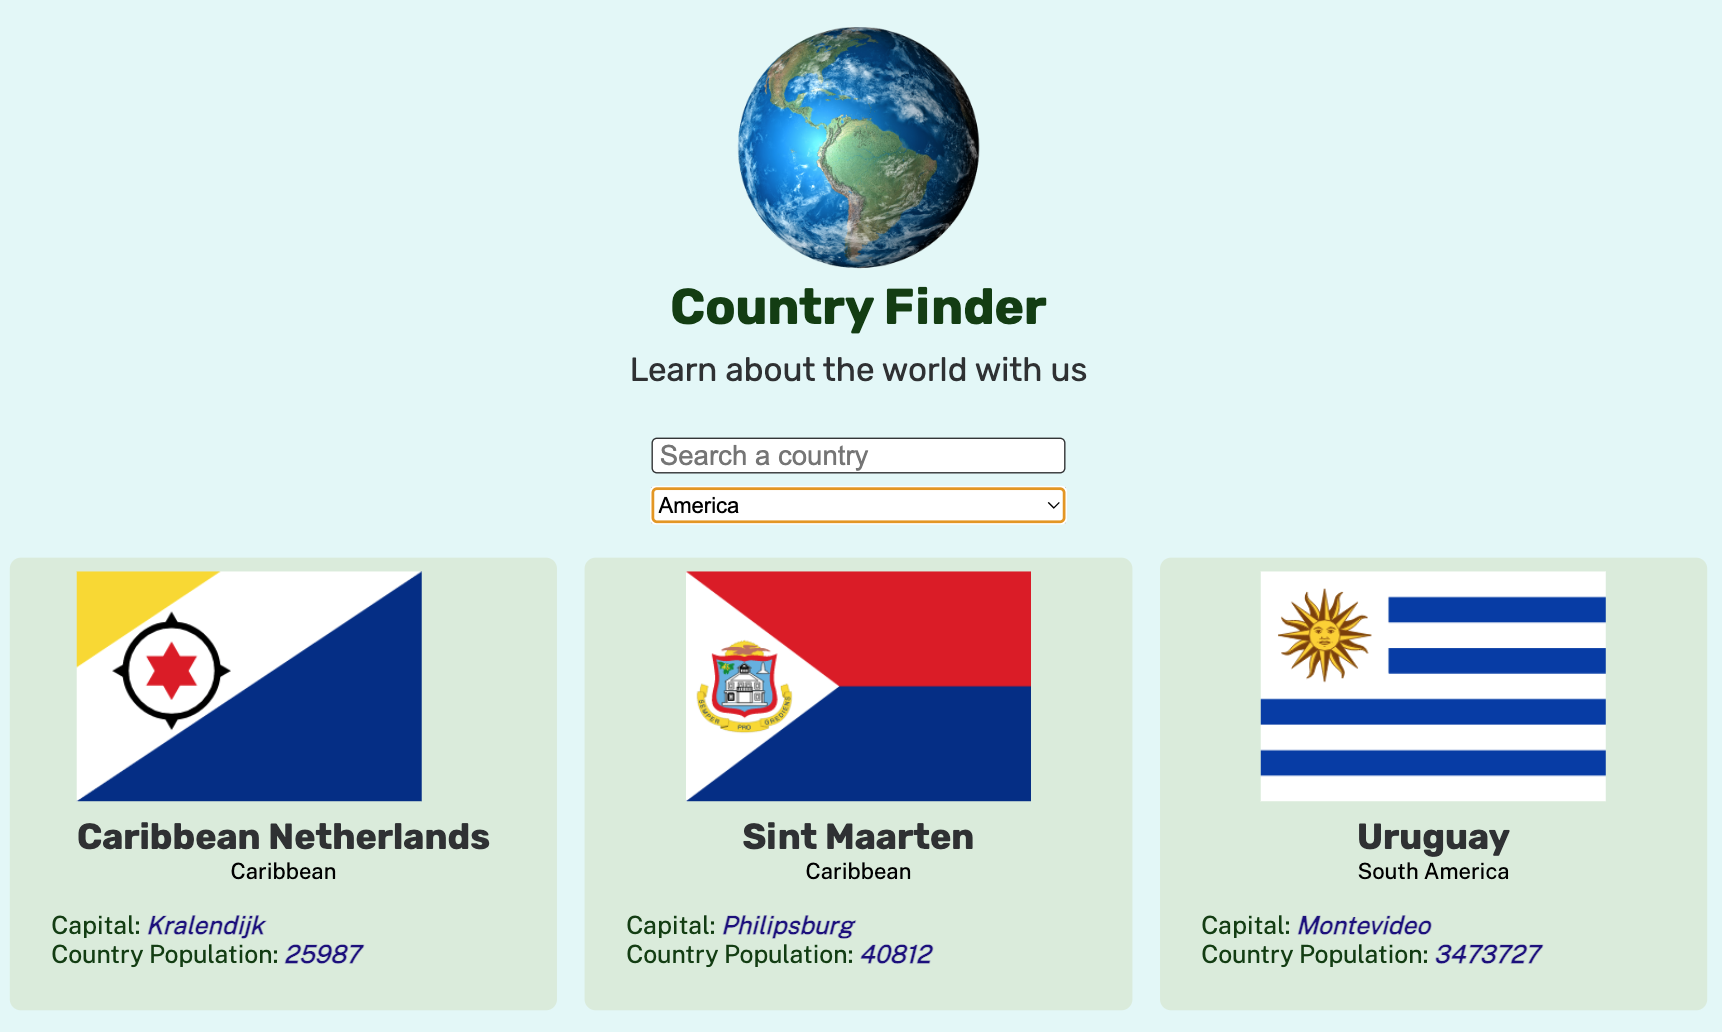 Country Finder
Learn about the world with us
Search a country
America
Caribbean Netherlands
Caribbean
Capital: Kralendijk
Country Population: 25987
SEMPER PRO GREDIENS
Sint Maarten
Caribbean
Capital: Philipsburg
Country Population: 40812
Uruguay
South America
Capital: Montevideo
Country Population: 3473727